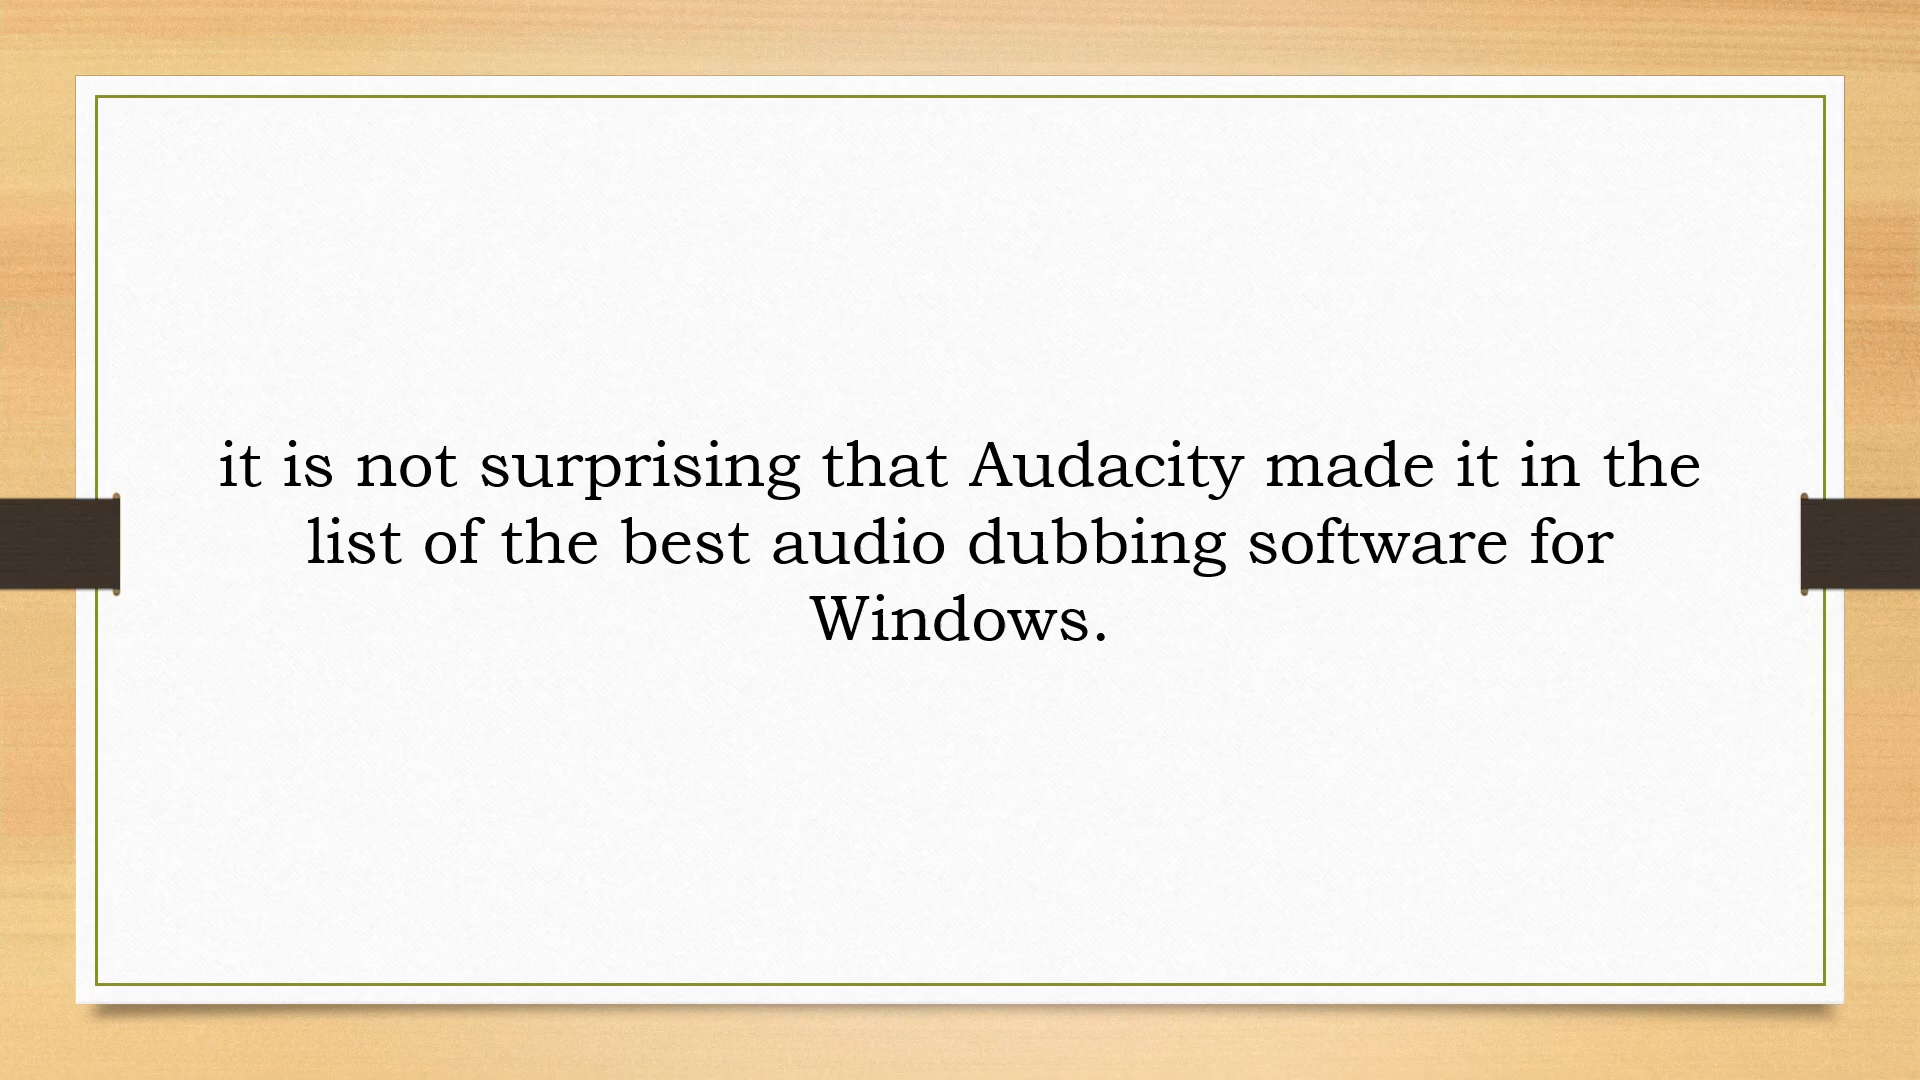 it is not surprising that Audacity made it in the
list of the best audio dubbing software for
Windows.